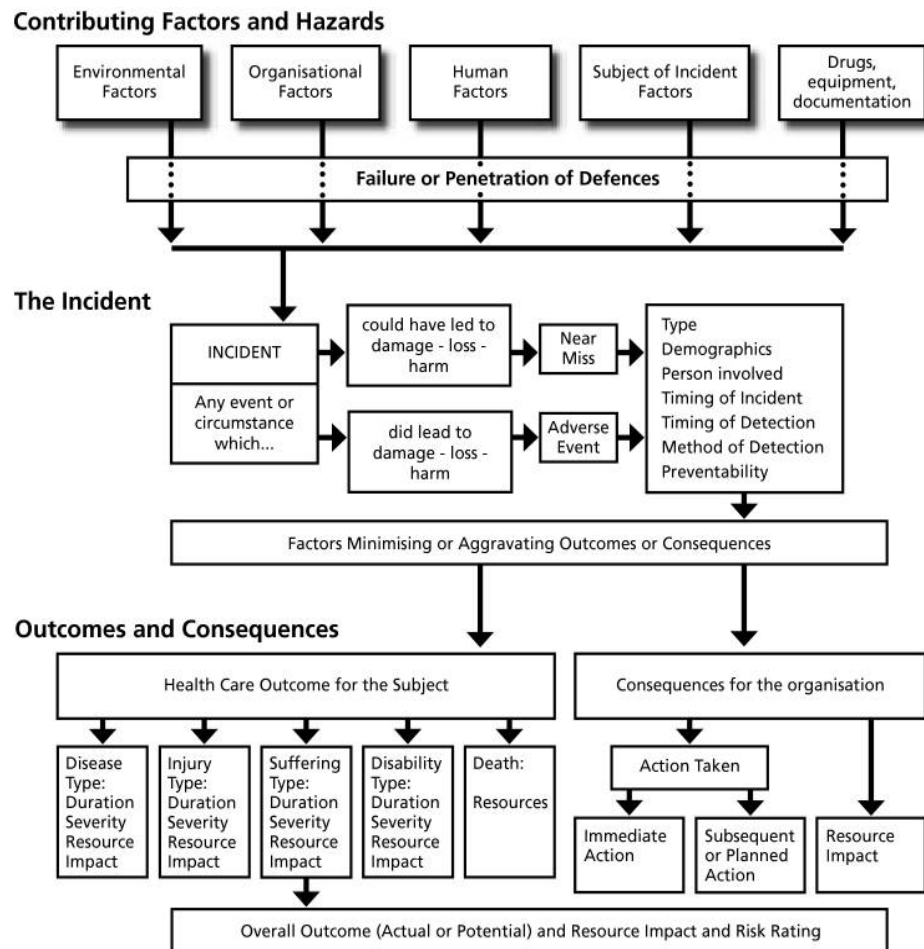 Contributing Factors and Hazards
Environmental
Factors
Organisational
Factors
Human
Factors
Subject of Incident
Factors
Drugs,
equipment,
documentation
Failure or Penetration of Defences
The Incident
INCIDENT
Any event or
circumstance
which...
could have led to
damage - loss -
harm
Near
Miss
did lead to
damage - loss -
harm
Adverse
Event
Type
Demographics
Person involved
Timing of Incident
Timing of Detection
Method of Detection
Preventability
Factors Minimising or Aggravating Outcomes or Consequences
Outcomes and Consequences
Health Care Outcome for the Subject
Disease
Type:
Duration
Severity
Resource
Impact
Injury
Type:
Duration
Severity
Resource
Impact
Suffering
Type:
Duration
Severity
Resource
Impact
Disability
Type:
Duration
Severity
Resource
Impact
Death:
Resources
Consequences for the organisation
Action Taken
Immediate
Action
Subsequent
or Planned
Action
Resource
Impact
Overall Outcome (Actual or Potential) and Resource Impact and Risk Rating